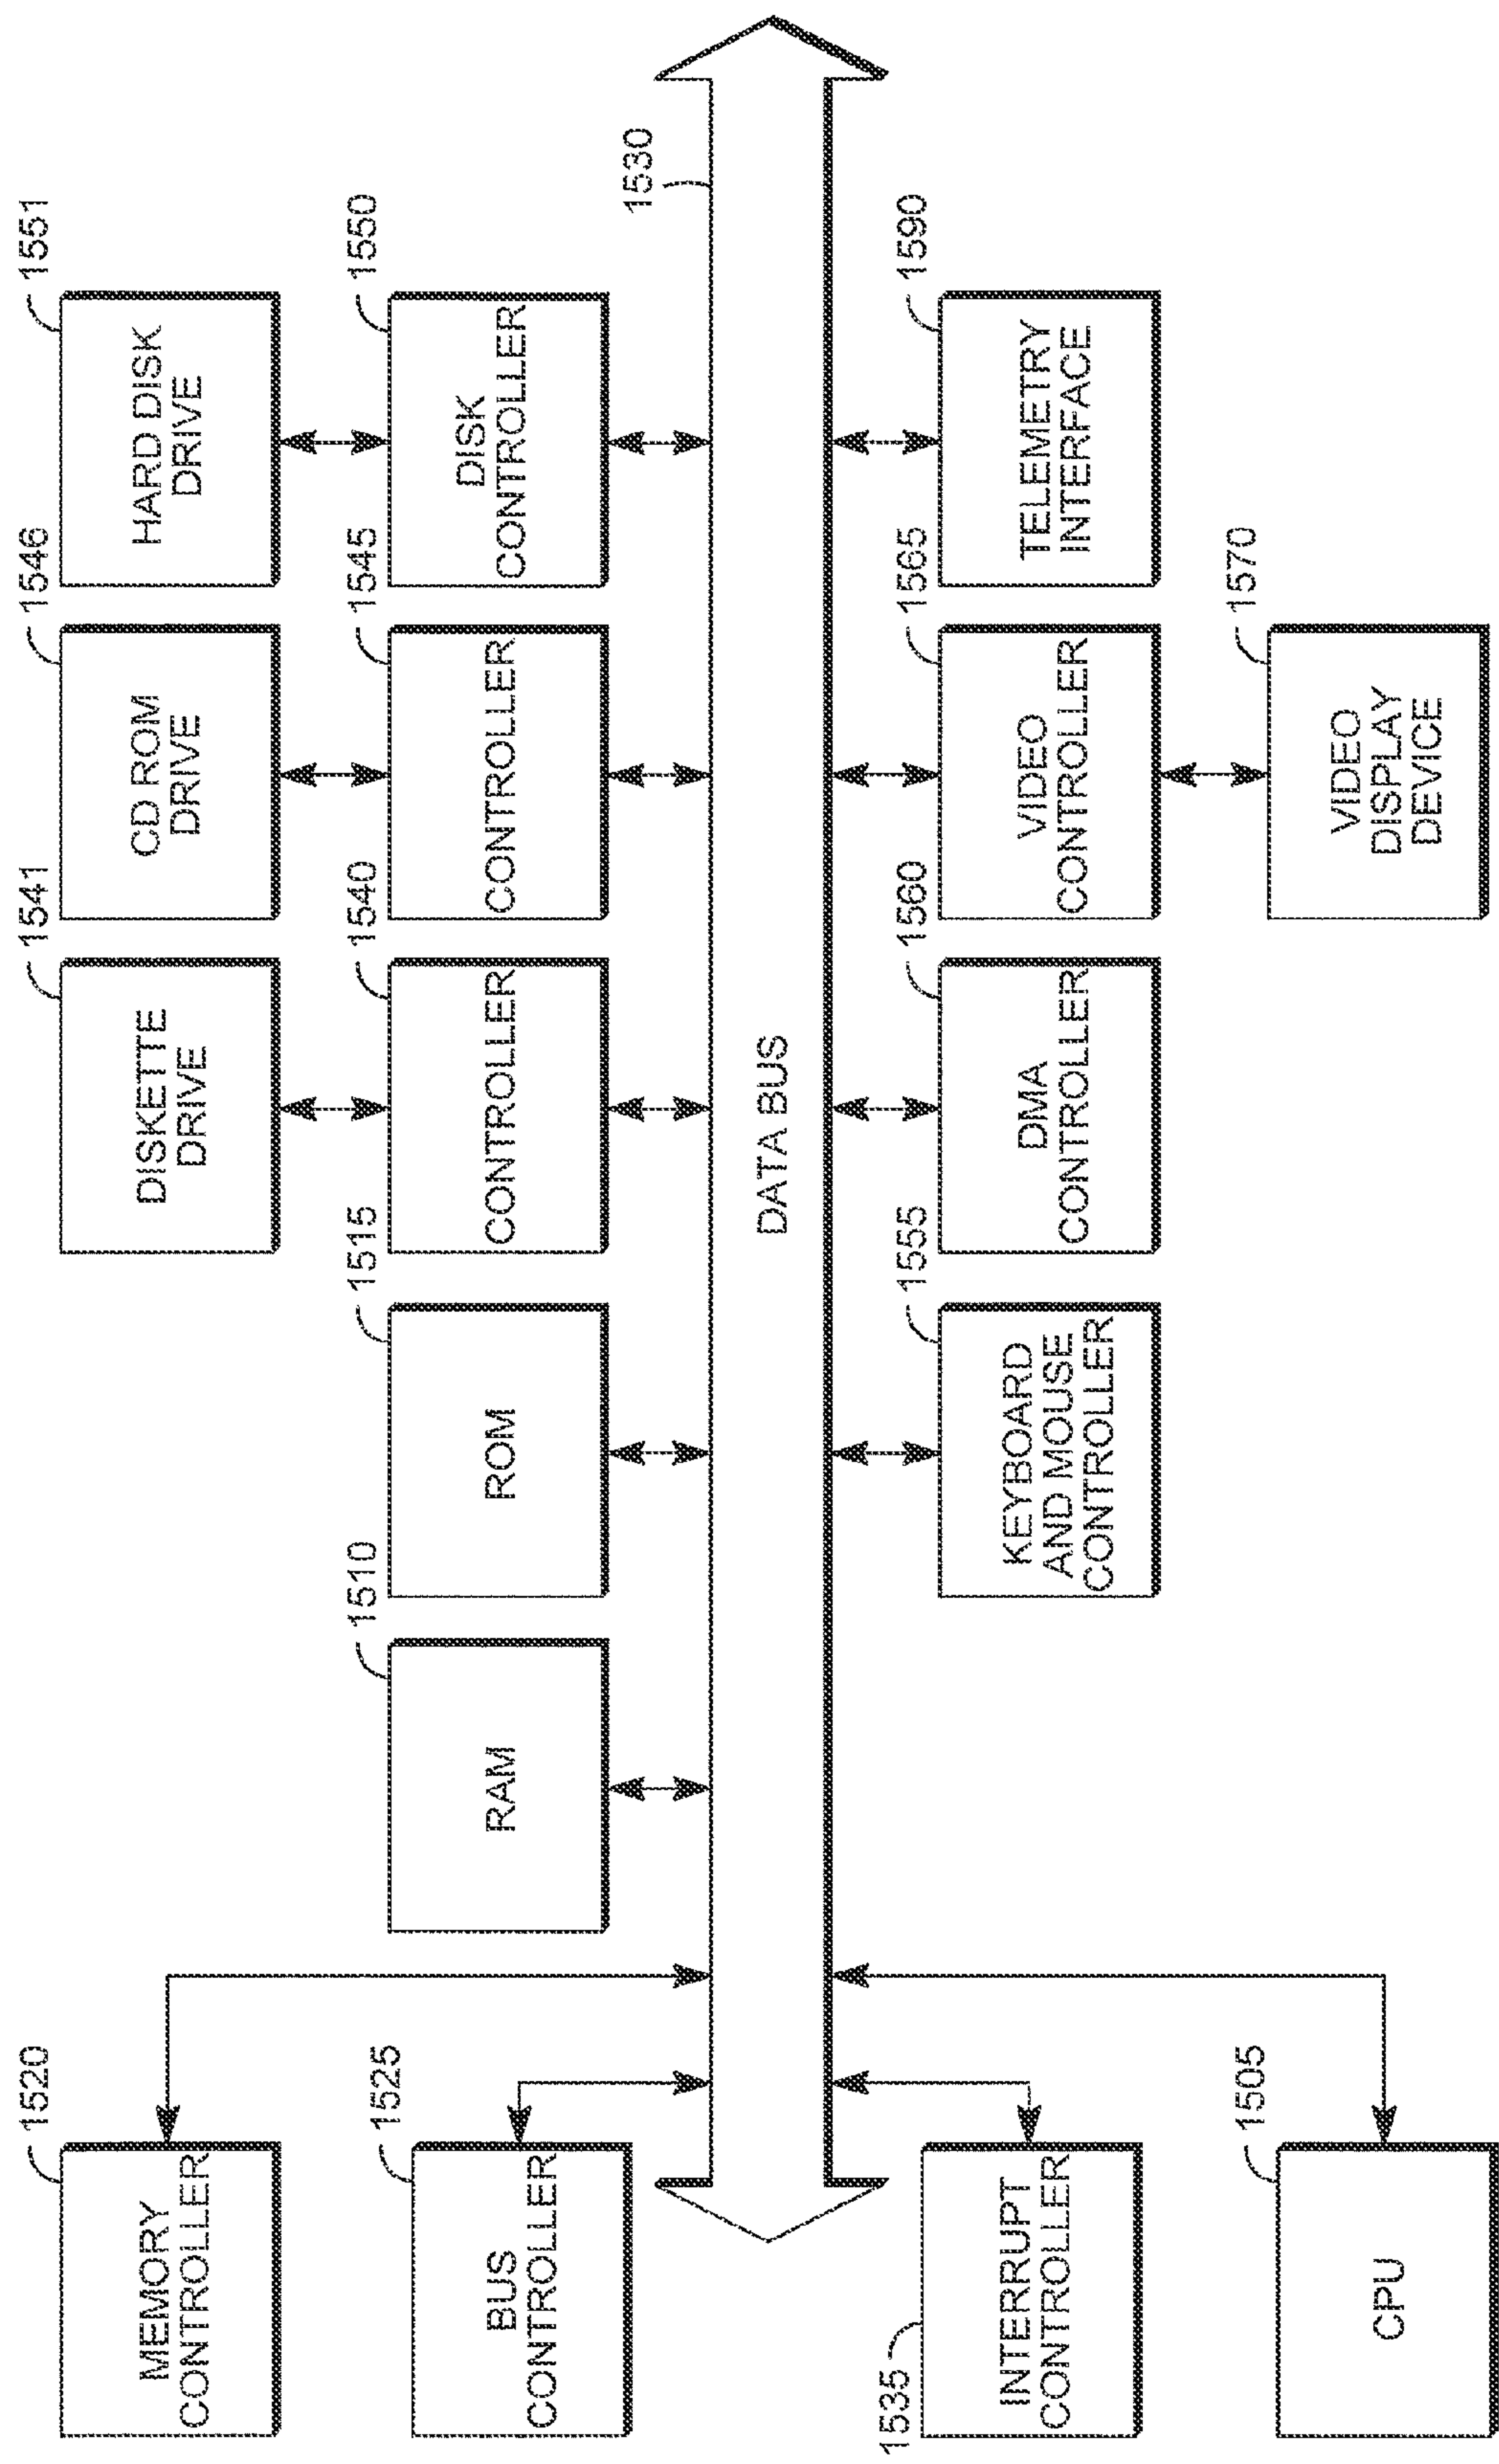 1541
DISKETTE
DRIVE
1546
CD ROM
DRIVE
1551
HARD DISK
DRIVE
1520
MEMORY
CONTROLLER
1525
BUS
CONTROLLER
1510
RAM
1515
ROM
1540
CONTROLLER
1545
CONTROLLER
1550
DISK
CONTROLLER
1530
DATA BUS
1535
INTERRUPT
CONTROLLER
1555
KEYBOARD
AND MOUSE
CONTROLLER
1560
DMA
CONTROLLER
1565
VIDEO
CONTROLLER
1590
TELEMETRY
INTERFACE
1505
CPU
1570
VIDEO
DISPLAY
DEVICE